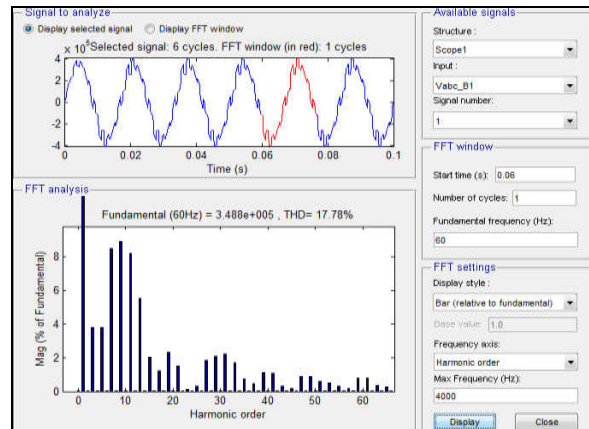 Signal to analyze
Display selected signal Display FFT window
x 10^5 Selected signal: 6 cycles. FFT window (in red): 1 cycles
4
2
0
-2
-4
0 0.02 0.04 0.06 0.08 0.1
Time (s)
FFT analysis
Fundamental (60Hz) = 3.488e+005 , THD= 17.78%
Mag (% of Fundamental)
8
6
4
2
0
0 10 20 30 40 50 60
Harmonic order
Available signals
Structure :
Scope1
Input :
Vabc_B1
Signal number:
1
FFT window
Start time (s): 0.06
Number of cycles: 1
Fundamental frequency (Hz):
60
FFT settings
Display style :
Bar (relative to fundamental)
Base value: 1.0
Frequency axis:
Harmonic order
Max Frequency (Hz):
4000
Display Close